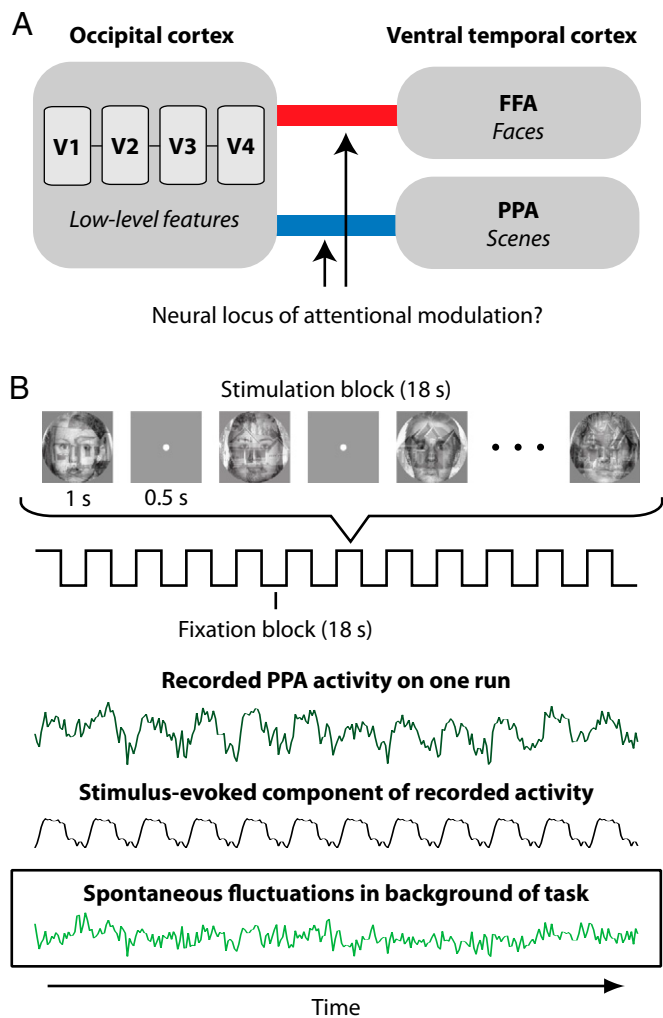 A
Occipital cortex
Ventral temporal cortex
V1
V2
V3
V4
Low-level features
FFA
Faces
PPA
Scenes
Neural locus of attentional modulation?
B
Stimulation block (18 s)
1 s
0.5 s
Fixation block (18 s)
Recorded PPA activity on one run
Stimulus-evoked component of recorded activity
Spontaneous fluctuations in background of task
Time